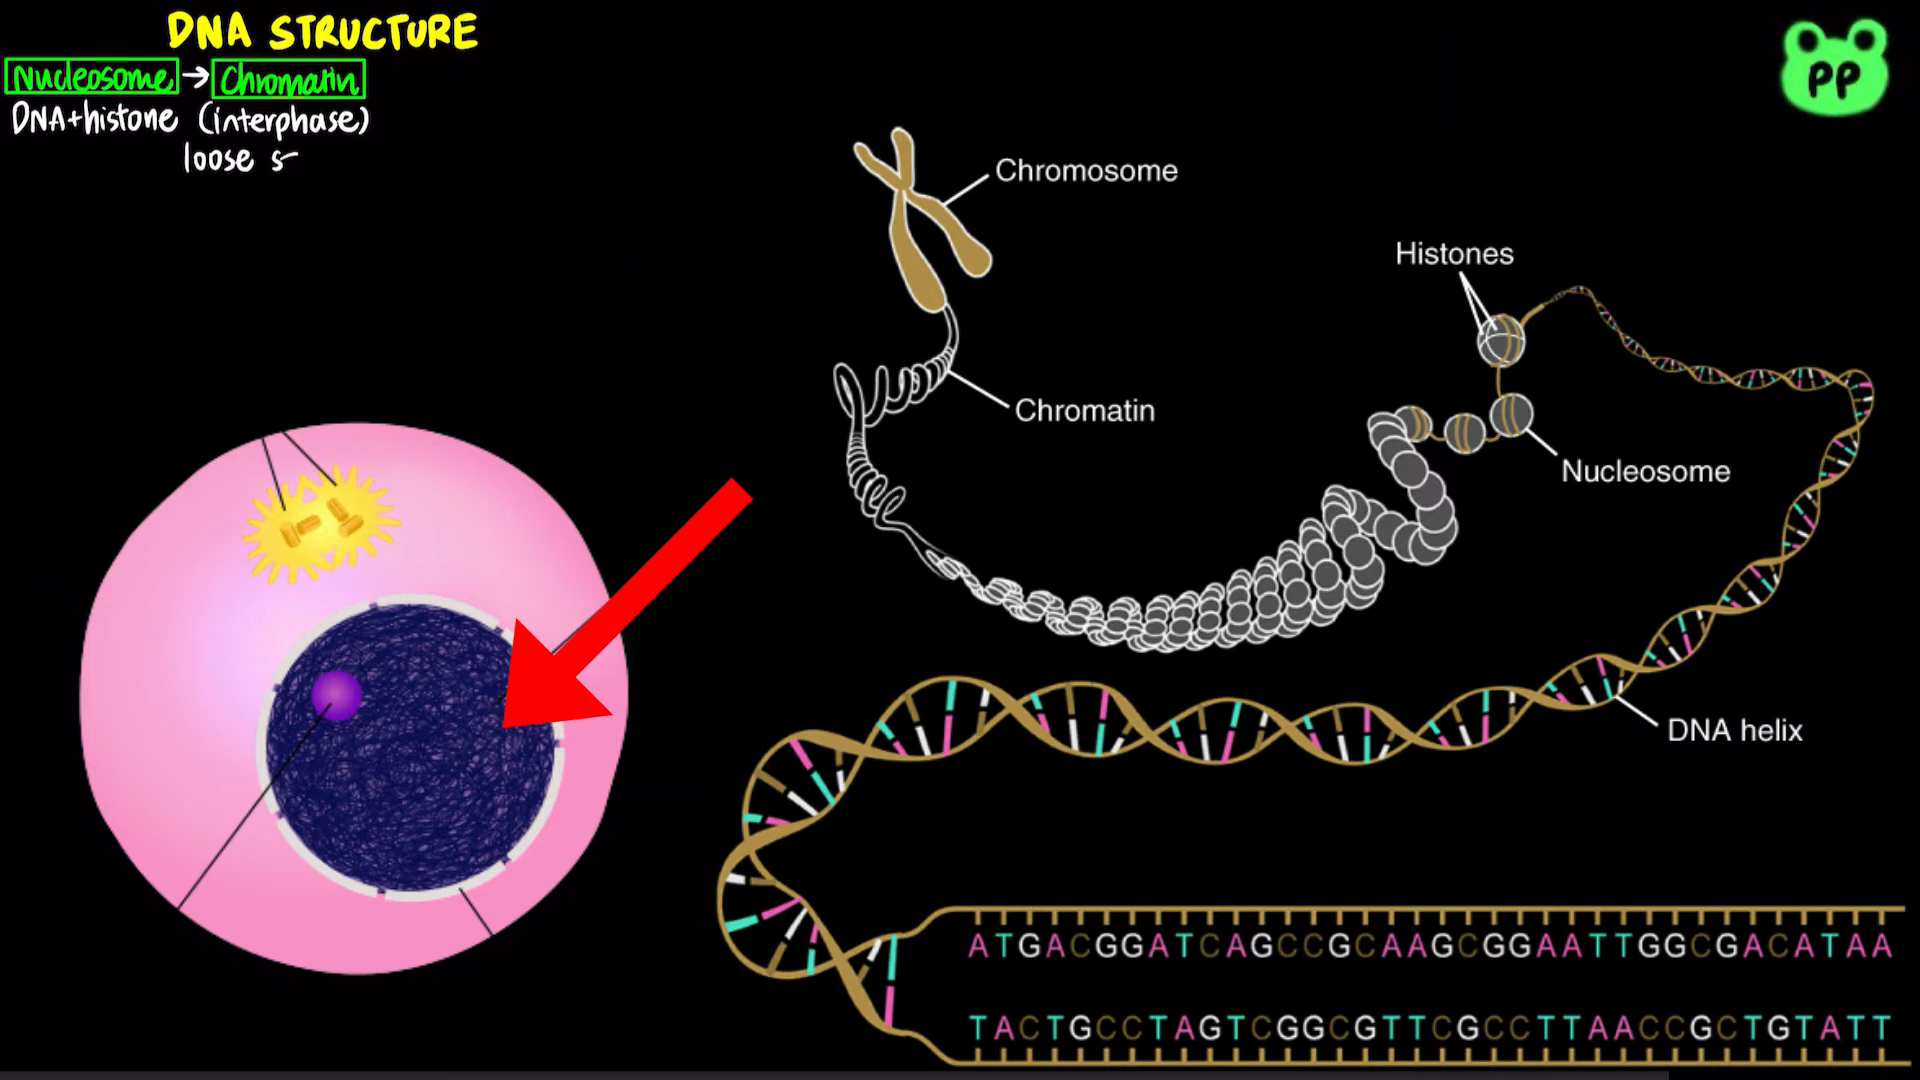 DNA STRUCTURE
Nucleosome → Chromatin
DNA+histone (interphase)
loose s
PP
Chromosome
Histones
Chromatin
Nucleosome
DNA helix
ATGACGGATCAGCCGCAAGCGGAATTGGCGACATAA
TACTGCCTAGTCGGCGTTCGCCTTAACCGCTGTATT